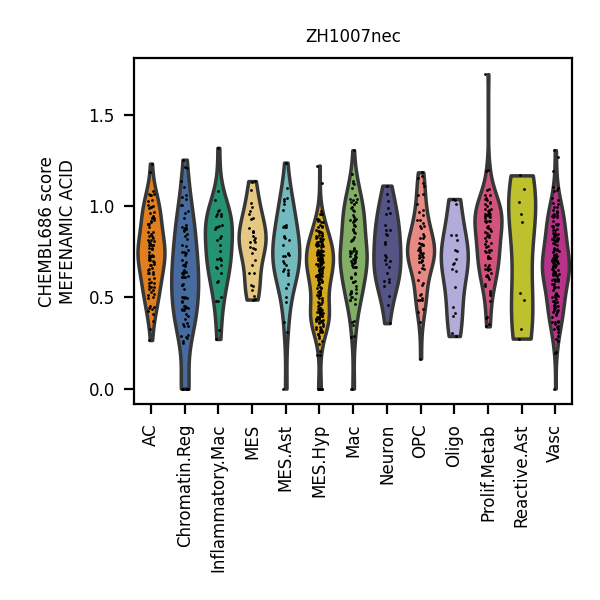 ZH1007nec
CHEMBL686 score
MEFENAMIC ACID
1.5
1.0
0.5
0.0
AC
Chromatin.Reg
Inflammatory.Mac
MES
MES.Ast
MES.Hyp
Mac
Neuron
OPC
Oligo
Prolif.Metab
Reactive.Ast
Vasc